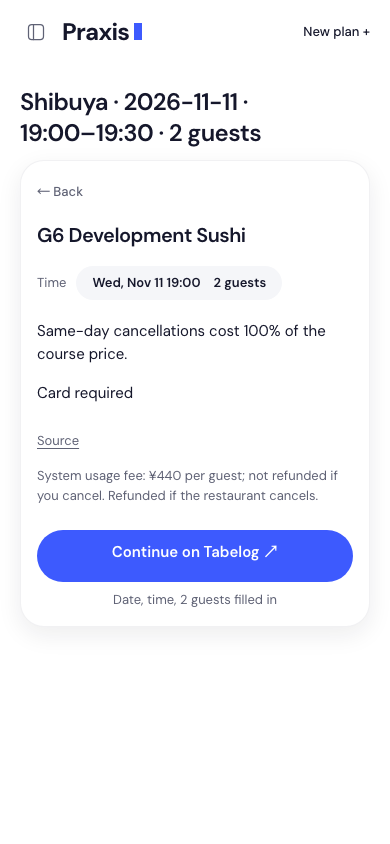 Praxis
New plan +
Shibuya · 2026-11-11 ·
19:00–19:30 · 2 guests
← Back
G6 Development Sushi
Time
Wed, Nov 11 19:00 2 guests
Same-day cancellations cost 100% of the
course price.
Card required
Source
System usage fee: ¥440 per guest; not refunded if
you cancel. Refunded if the restaurant cancels.
Continue on Tabelog ↗
Date, time, 2 guests filled in